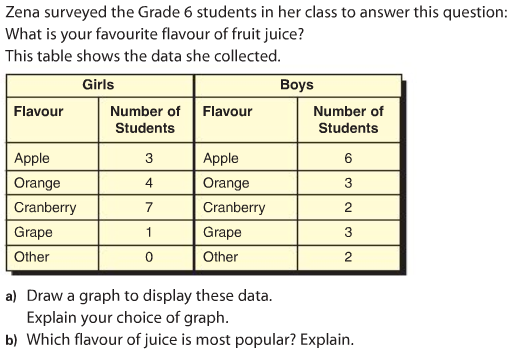 Zena surveyed the Grade 6 students in her class to answer this question:
What is your favourite flavour of fruit juice?
This table shows the data she collected.
Girls Boys
Flavour Number of Students Flavour Number of Students
Apple 3 Apple 6
Orange 4 Orange 3
Cranberry 7 Cranberry 2
Grape 1 Grape 3
Other 0 Other 2
a) Draw a graph to display these data.
Explain your choice of graph.
b) Which flavour of juice is most popular? Explain.